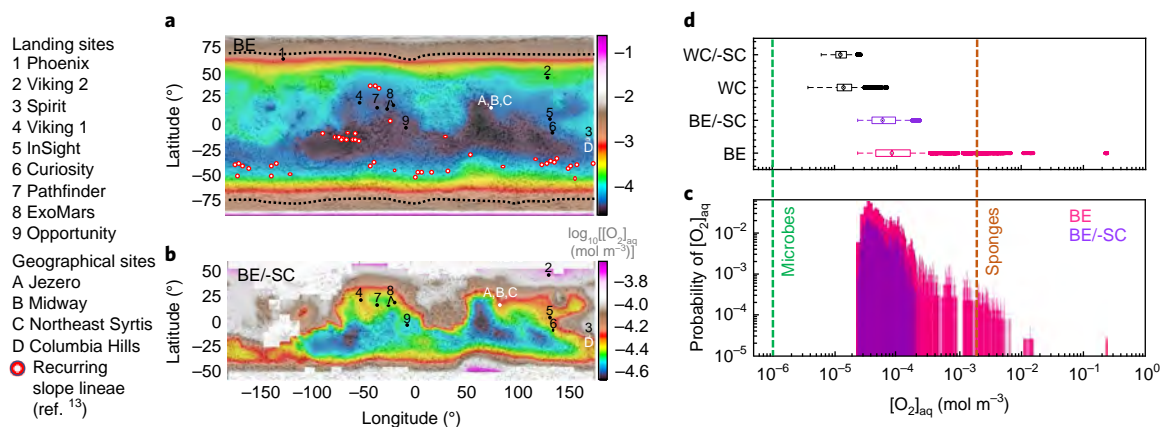 Landing sites
1 Phoenix
2 Viking 2
3 Spirit
4 Viking 1
5 InSight
6 Curiosity
7 Pathfinder
8 ExoMars
9 Opportunity
Geographical sites
A Jezero
B Midway
C Northeast Syrtis
D Columbia Hills
Recurring
slope lineae
(ref. 13)
a
BE
75
50
25
0
−25
−50
−75
Latitude (°)
1
2
4
7
8
9
A,B,C
5
6
3
D
−1
−2
−3
−4
log10[[O2]aq
(mol m−3)]
b
BE/-SC
50
25
0
−25
−50
Latitude (°)
2
4
7
8
9
A,B,C
5
6
3
D
−3.8
−4.0
−4.2
−4.4
−4.6
−150
−100
−50
0
50
100
150
Longitude (°)
d
WC/-SC
WC
BE/-SC
BE
c
Microbes
Sponges
BE
BE/-SC
10−2
10−3
10−4
10−5
Probability of [O2]aq
10−6
10−5
10−4
10−3
10−2
10−1
100
[O2]aq (mol m−3)